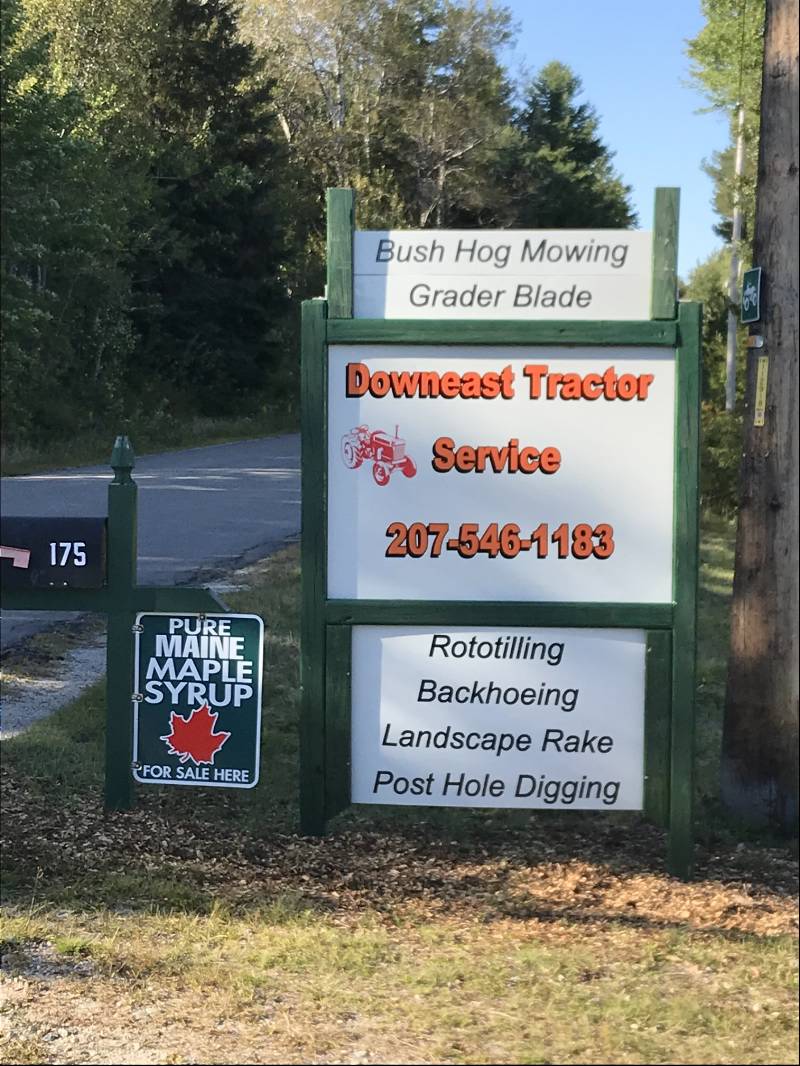 Bush Hog Mowing
Grader Blade
Downeast Tractor
Service
207-546-1183
Rototilling
Backhoeing
Landscape Rake
Post Hole Digging
175
PURE
MAINE
MAPLE
SYRUP
FOR SALE HERE